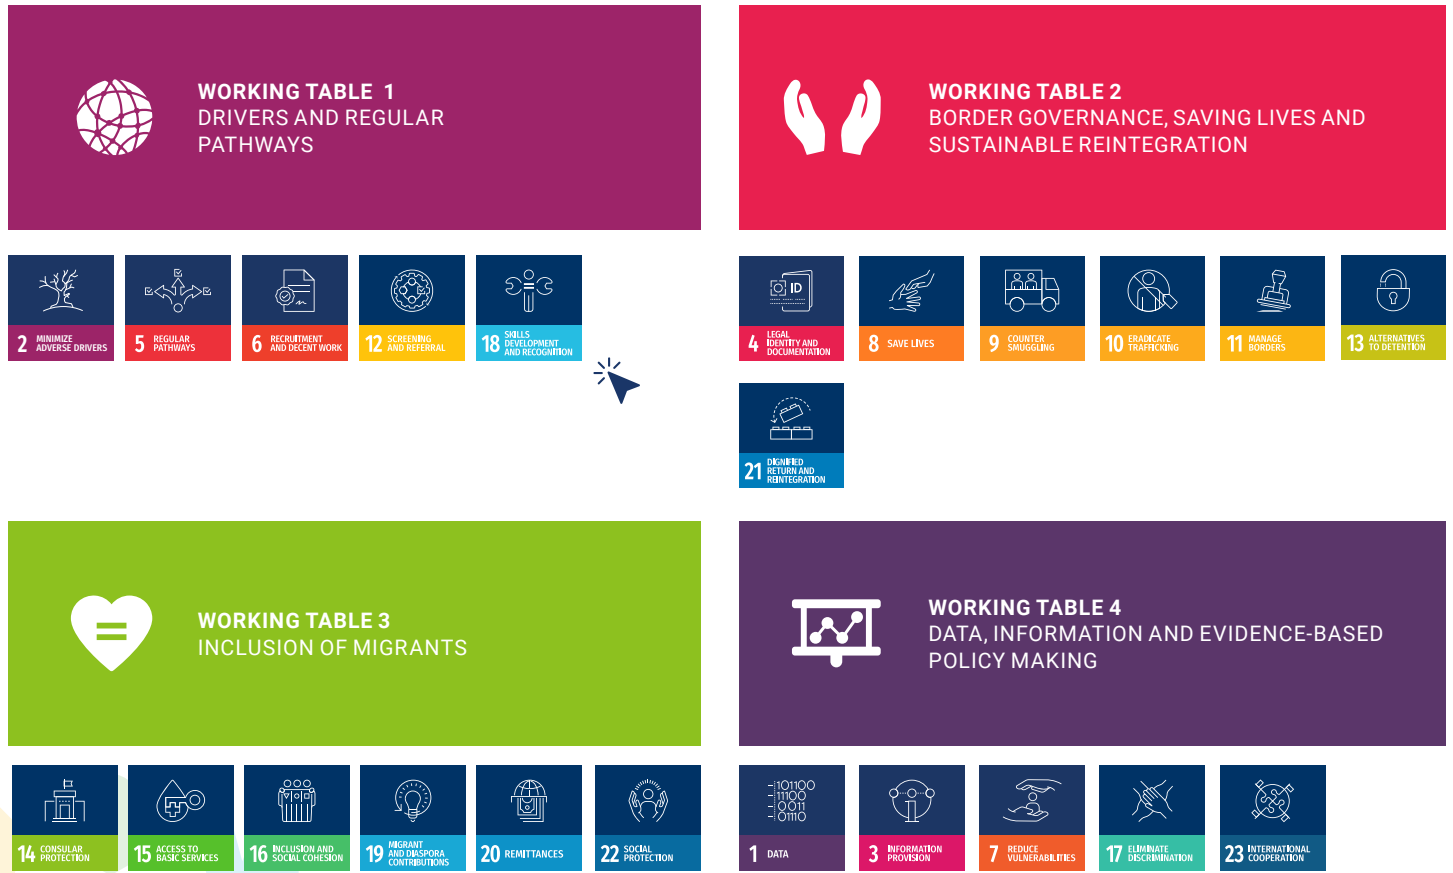 WORKING TABLE 1
DRIVERS AND REGULAR
PATHWAYS
2 MINIMIZE
ADVERSE DRIVERS
5 REGULAR
PATHWAYS
6 RECRUITMENT
AND DECENT WORK
12 SCREENING
AND REFERRAL
18 SKILLS
DEVELOPMENT
AND RECOGNITION
WORKING TABLE 2
BORDER GOVERNANCE, SAVING LIVES AND
SUSTAINABLE REINTEGRATION
ID
4 LEGAL
IDENTITY AND
DOCUMENTATION
8 SAVE LIVES
9 COUNTER
SMUGGLING
10 ERADICATE
TRAFFICKING
11 MANAGE
BORDERS
13 ALTERNATIVES
TO DETENTION
21 DIGNIFIED
RETURN AND
REINTEGRATION
WORKING TABLE 3
INCLUSION OF MIGRANTS
14 CONSULAR
PROTECTION
15 ACCESS TO
BASIC SERVICES
16 INCLUSION AND
SOCIAL COHESION
19 MIGRANT
AND DIASPORA
CONTRIBUTIONS
20 REMITTANCES
22 SOCIAL
PROTECTION
WORKING TABLE 4
DATA, INFORMATION AND EVIDENCE-BASED
POLICY MAKING
101100
11100
0011
01110
1 DATA
3 INFORMATION
PROVISION
7 REDUCE
VULNERABILITIES
17 ELIMINATE
DISCRIMINATION
23 INTERNATIONAL
COOPERATION